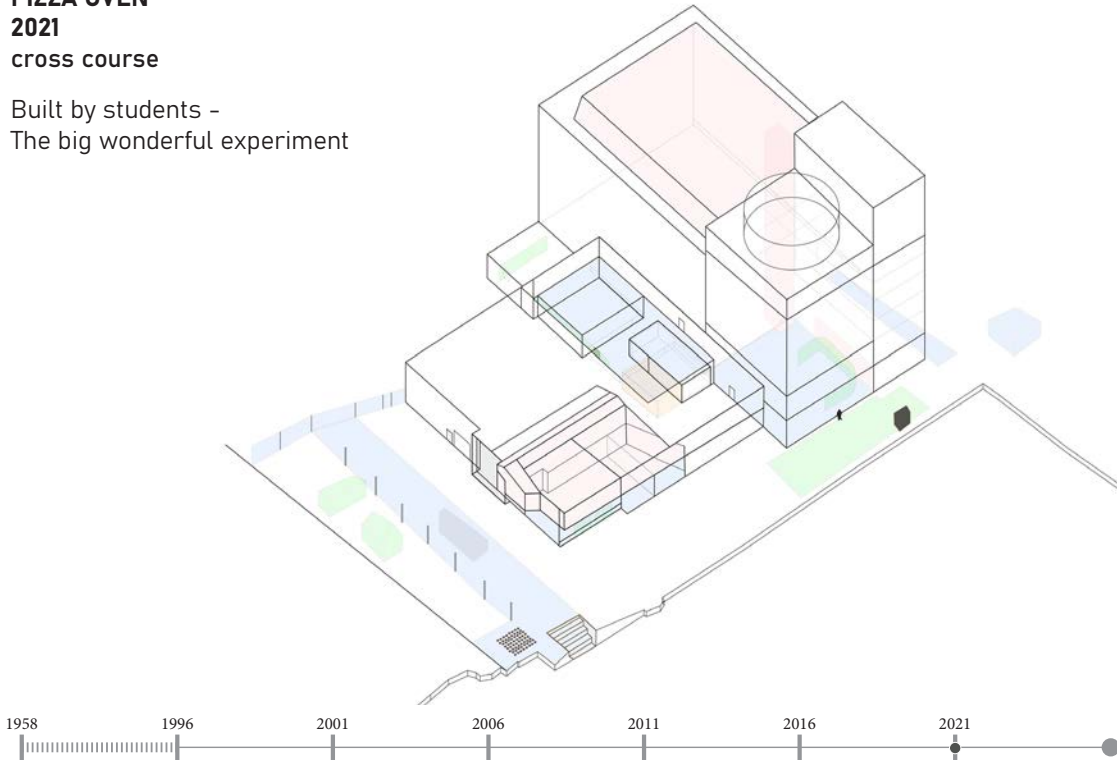 PIZZA OVEN
2021
cross course
Built by students -
The big wonderful experiment
1958 1996 2001 2006 2011 2016 2021